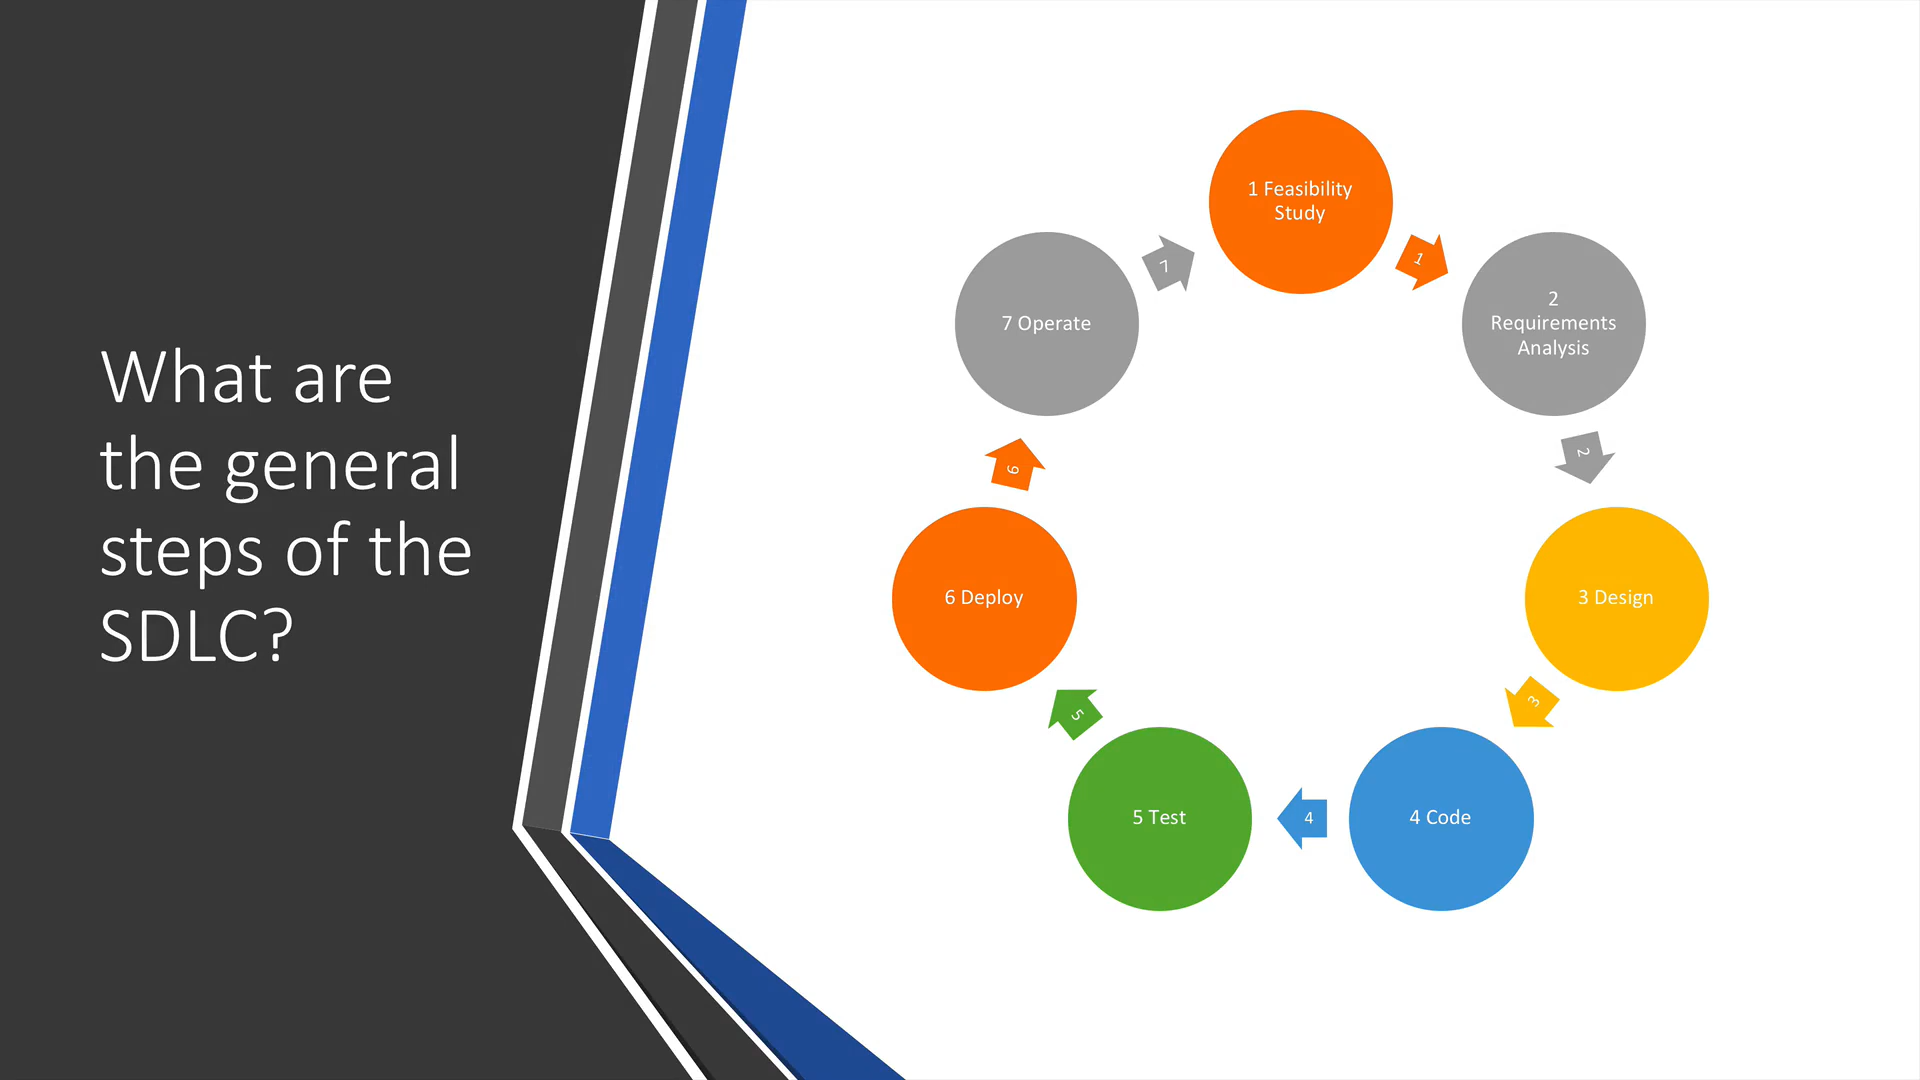 What are
the general
steps of the
SDLC?
1 Feasibility
Study
1
2
Requirements
Analysis
2
3 Design
3
4 Code
4
5 Test
5
6 Deploy
6
7 Operate
7